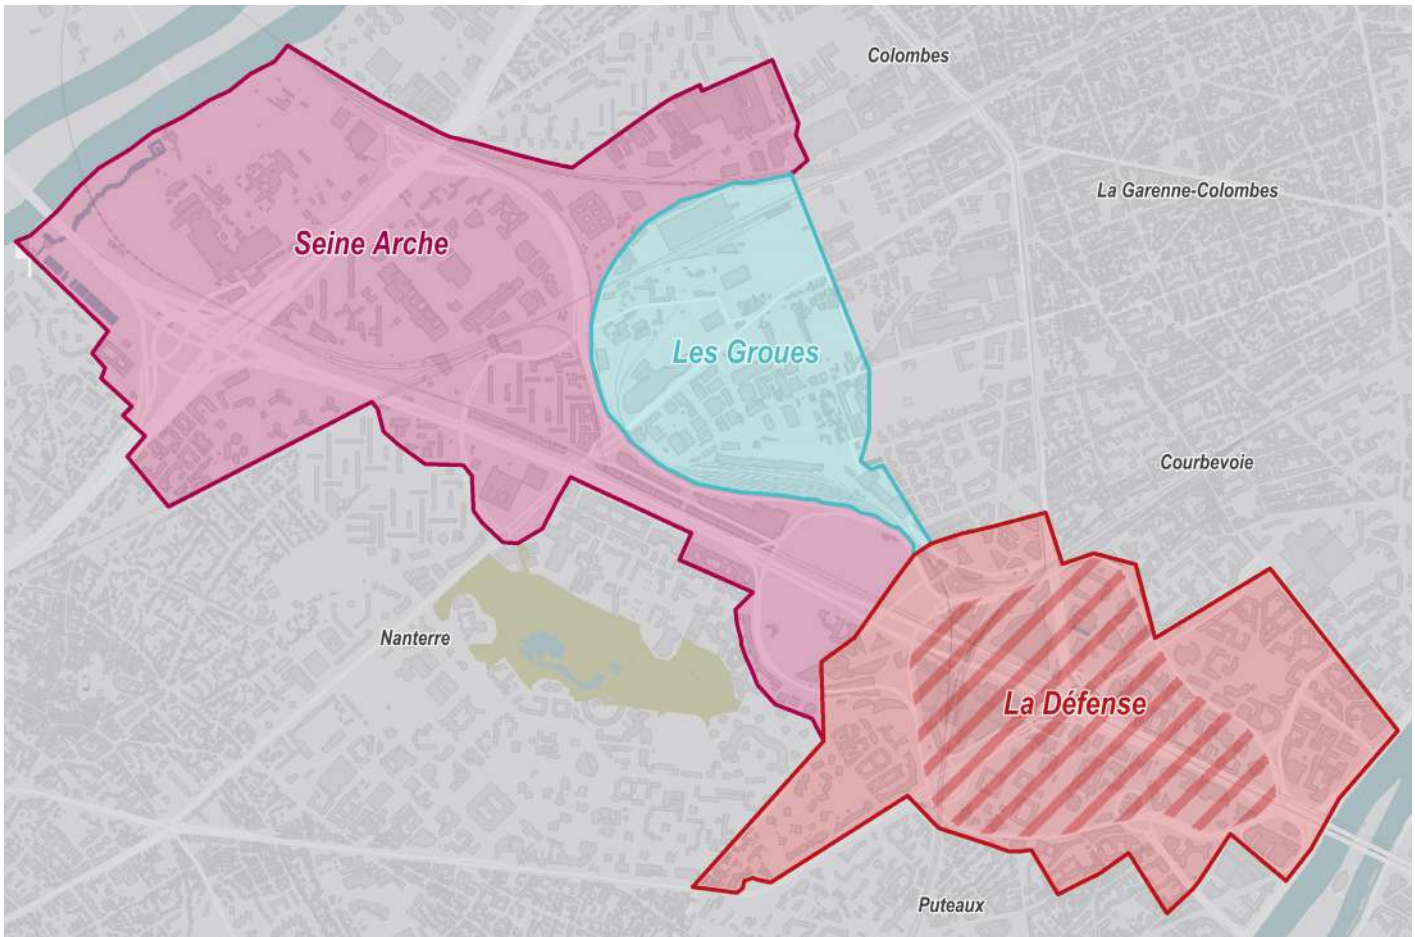 Colombes
La Garenne-Colombes
Seine Arche
Les Groues
Courbevoie
Nanterre
La Défense
Puteaux